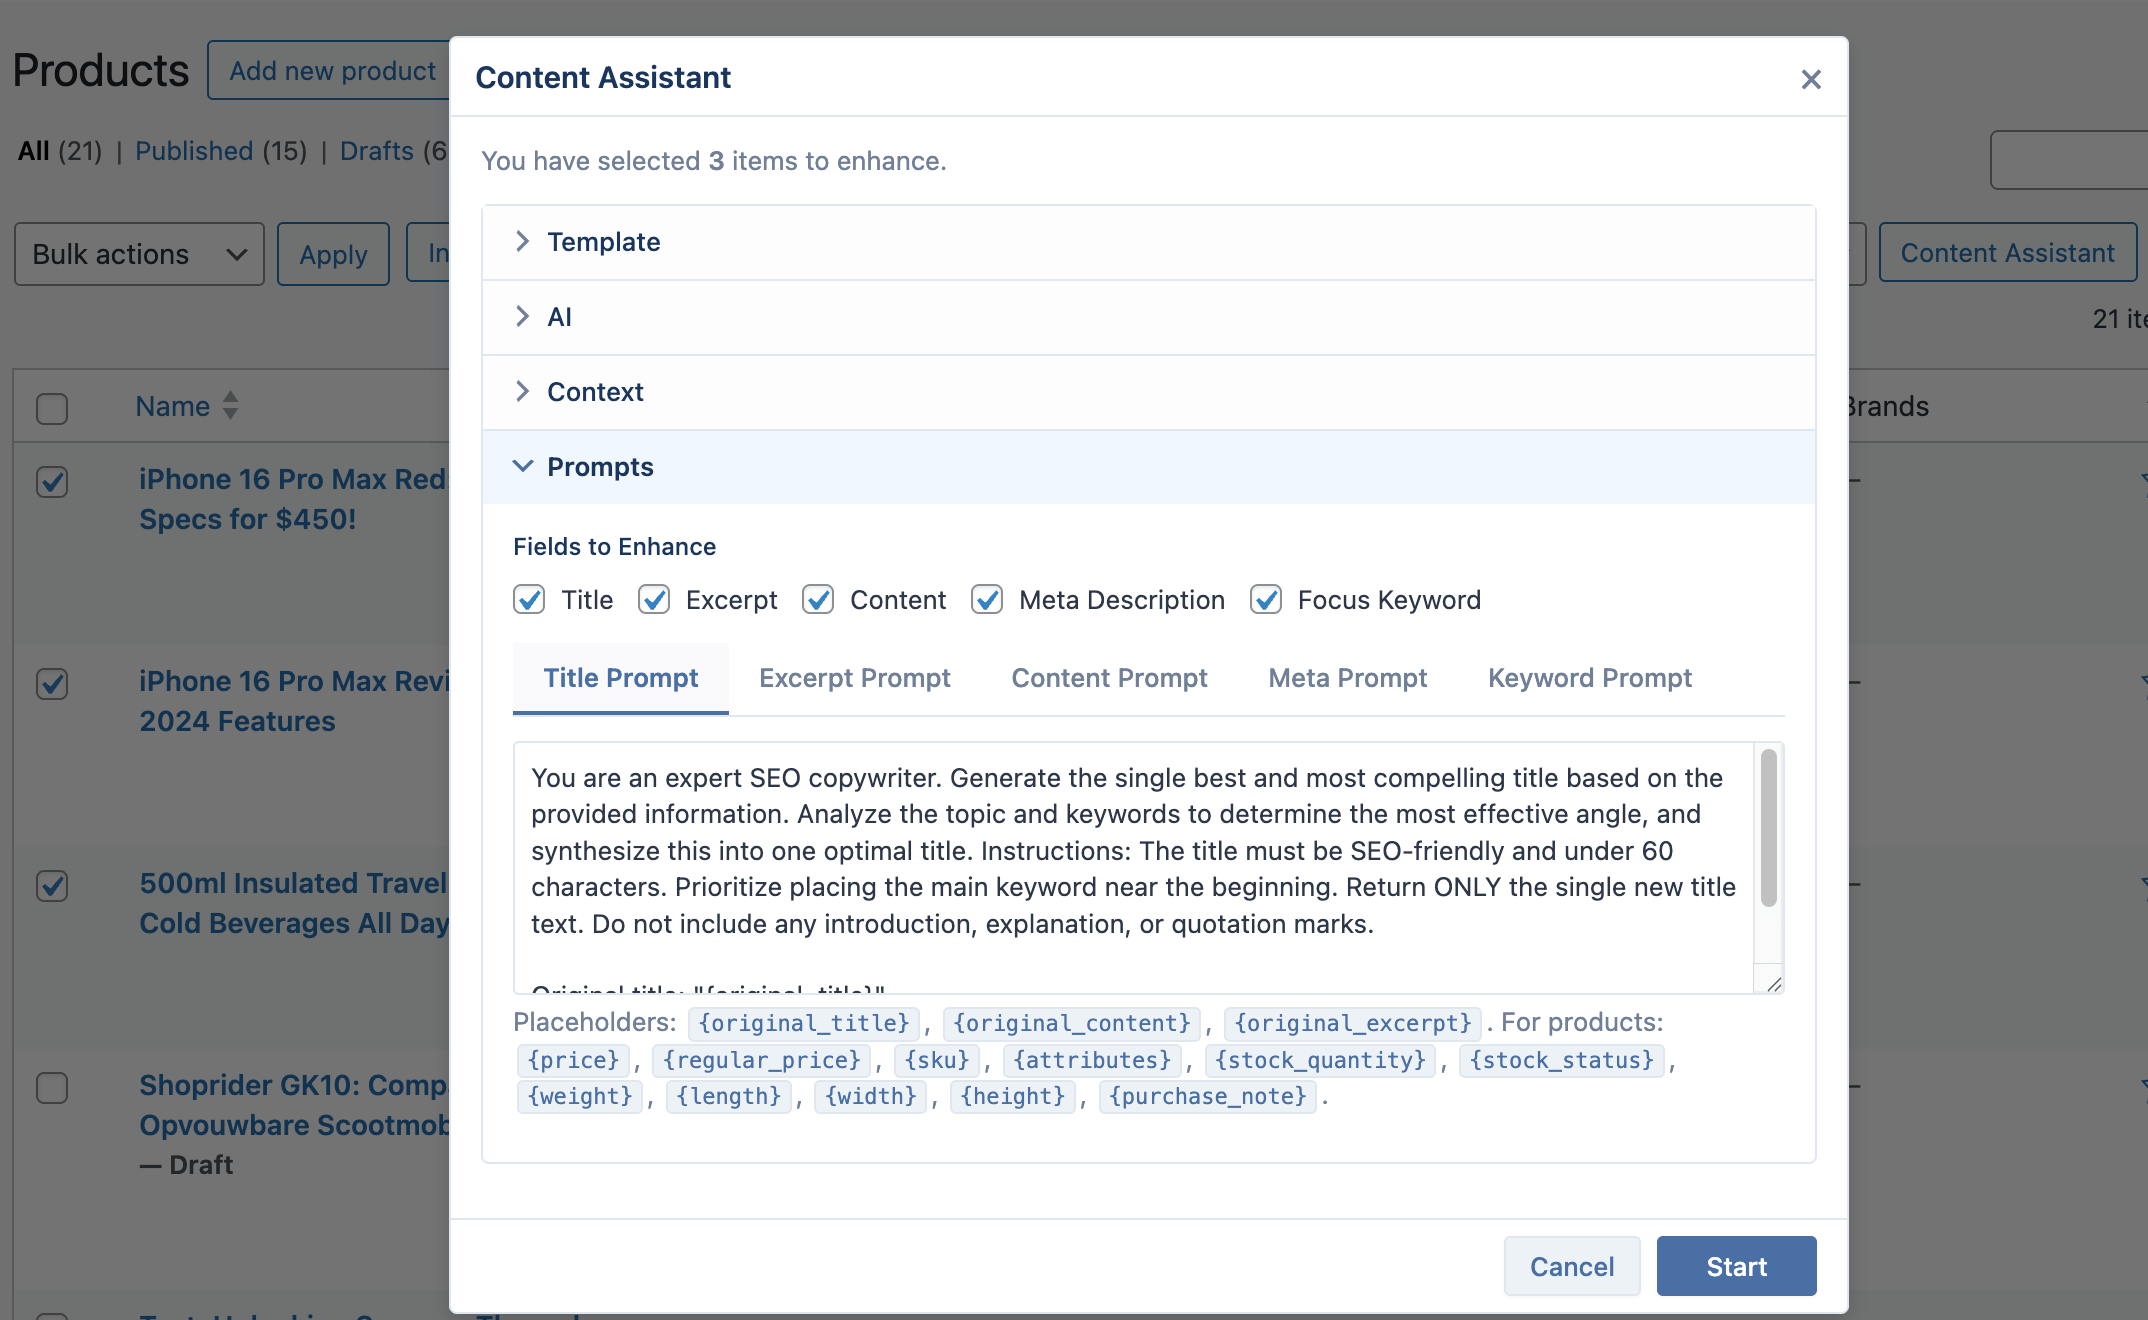 Products
Add new product
All (21) | Published (15) | Drafts (6
Bulk actions
Apply
In
Content Assistant
21 ite
Name
Brands
iPhone 16 Pro Max Red
Specs for $450!
iPhone 16 Pro Max Revi
2024 Features
500ml Insulated Travel
Cold Beverages All Day
Shoprider GK10: Comp
Opvouwbare Scootmob
— Draft
Content Assistant
You have selected 3 items to enhance.
Template
AI
Context
Prompts
Fields to Enhance
Title Excerpt Content Meta Description Focus Keyword
Title Prompt Excerpt Prompt Content Prompt Meta Prompt Keyword Prompt
You are an expert SEO copywriter. Generate the single best and most compelling title based on the
provided information. Analyze the topic and keywords to determine the most effective angle, and
synthesize this into one optimal title. Instructions: The title must be SEO-friendly and under 60
characters. Prioritize placing the main keyword near the beginning. Return ONLY the single new title
text. Do not include any introduction, explanation, or quotation marks.
Original title: "{original_title}"
Placeholders: {original_title} , {original_content} , {original_excerpt} . For products:
{price} , {regular_price} , {sku} , {attributes} , {stock_quantity} , {stock_status} ,
{weight} , {length} , {width} , {height} , {purchase_note} .
Cancel
Start